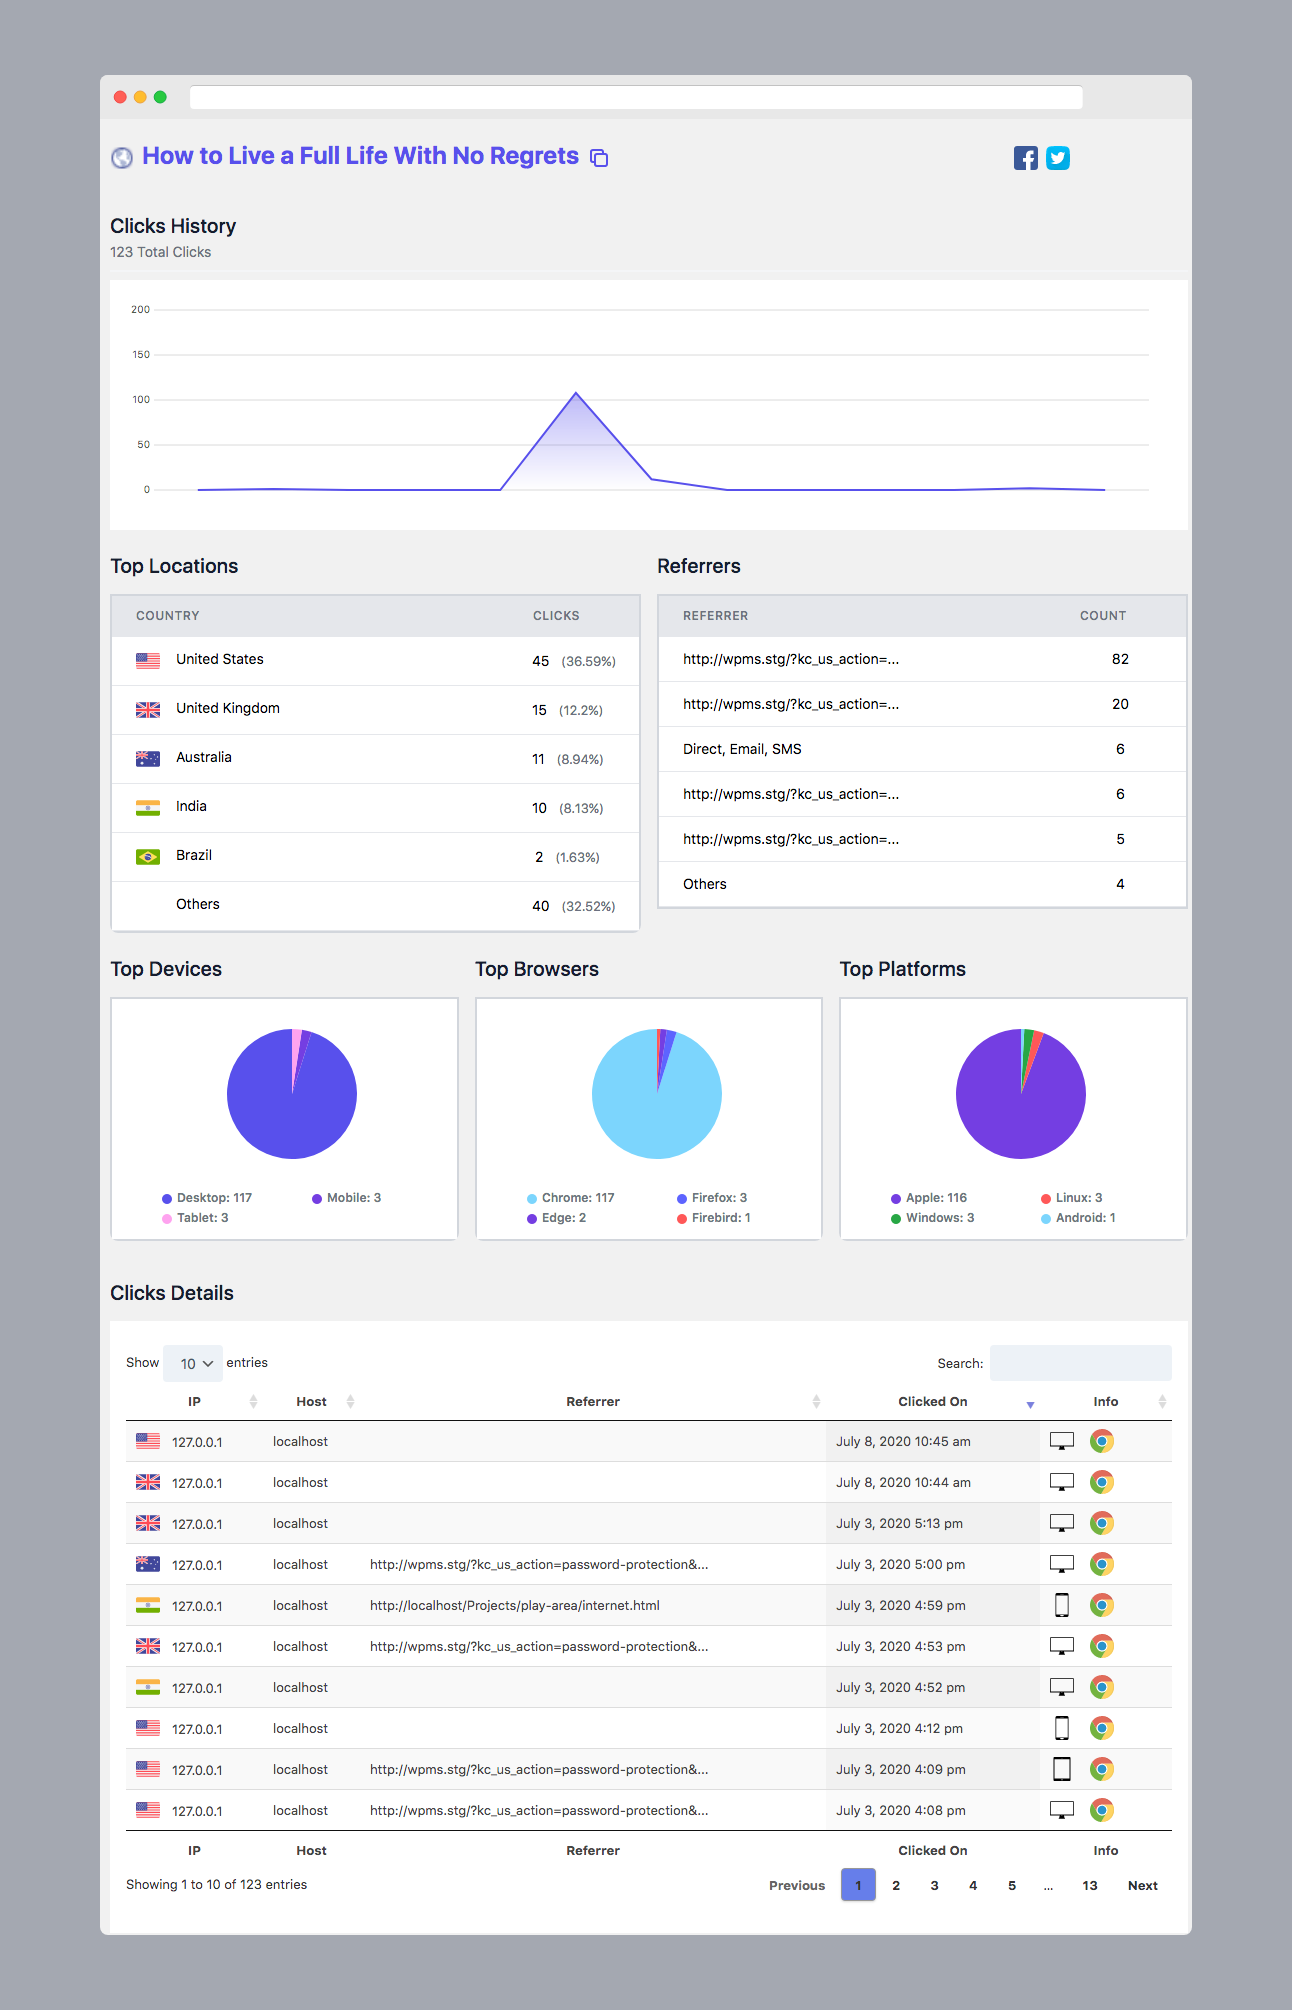 How to Live a Full Life With No Regrets
Clicks History
123 Total Clicks
200
150
100
50
0
Top Locations
COUNTRY CLICKS
United States 45 (36.59%)
United Kingdom 15 (12.2%)
Australia 11 (8.94%)
India 10 (8.13%)
Brazil 2 (1.63%)
Others 40 (32.52%)
Referrers
REFERRER COUNT
http://wpms.stg/?kc_us_action=... 82
http://wpms.stg/?kc_us_action=... 20
Direct, Email, SMS 6
http://wpms.stg/?kc_us_action=... 6
http://wpms.stg/?kc_us_action=... 5
Others 4
Top Devices
Desktop: 117 Mobile: 3
Tablet: 3
Top Browsers
Chrome: 117 Firefox: 3
Edge: 2 Firebird: 1
Top Platforms
Apple: 116 Linux: 3
Windows: 3 Android: 1
Clicks Details
Show 10 entries Search:
IP Host Referrer Clicked On Info
127.0.0.1 localhost July 8, 2020 10:45 am
127.0.0.1 localhost July 8, 2020 10:44 am
127.0.0.1 localhost July 3, 2020 5:13 pm
127.0.0.1 localhost http://wpms.stg/?kc_us_action=password-protection&... July 3, 2020 5:00 pm
127.0.0.1 localhost http://localhost/Projects/play-area/internet.html July 3, 2020 4:59 pm
127.0.0.1 localhost http://wpms.stg/?kc_us_action=password-protection&... July 3, 2020 4:53 pm
127.0.0.1 localhost July 3, 2020 4:52 pm
127.0.0.1 localhost July 3, 2020 4:12 pm
127.0.0.1 localhost http://wpms.stg/?kc_us_action=password-protection&... July 3, 2020 4:09 pm
127.0.0.1 localhost http://wpms.stg/?kc_us_action=password-protection&... July 3, 2020 4:08 pm
IP Host Referrer Clicked On Info
Showing 1 to 10 of 123 entries Previous 1 2 3 4 5 ... 13 Next